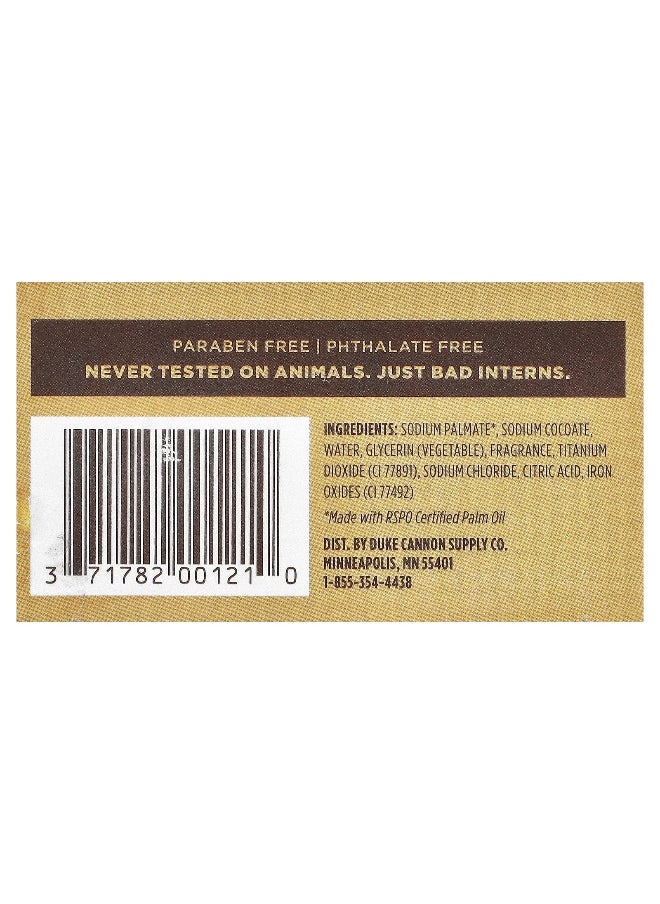 PARABEN FREE | PHTHALATE FREE
NEVER TESTED ON ANIMALS. JUST BAD INTERNS.
INGREDIENTS: SODIUM PALMATE*, SODIUM COCOATE,
WATER, GLYCERIN (VEGETABLE), FRAGRANCE, TITANIUM
DIOXIDE (CI 77891), SODIUM CHLORIDE, CITRIC ACID, IRON
OXIDES (CI 77492)
*Made with RSPO Certified Palm Oil
DIST. BY DUKE CANNON SUPPLY CO.
MINNEAPOLIS, MN 55401
1-855-354-4438
3 71782 00121 0